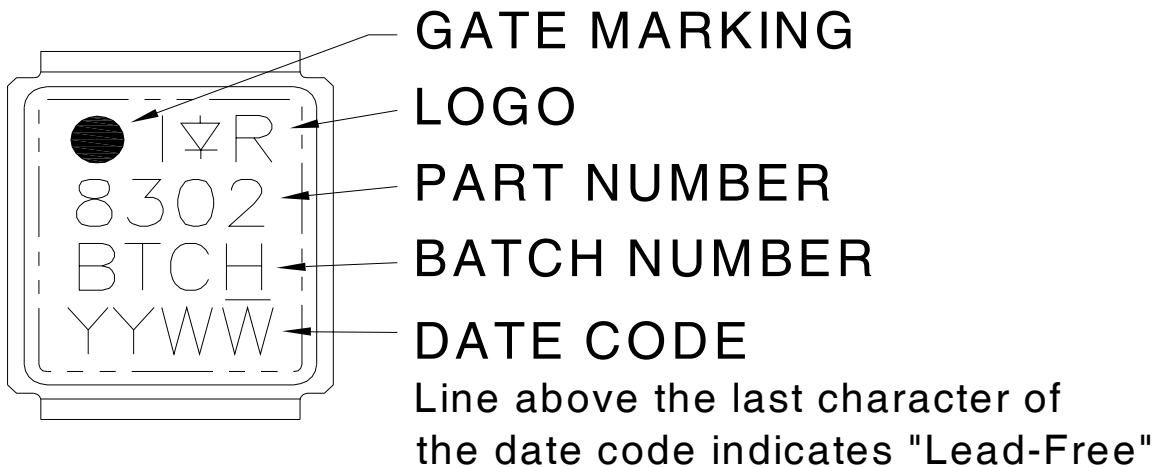 GATE MARKING
I R
LOGO
8302
PART NUMBER
BTCH
BATCH NUMBER
YYWW
DATE CODE
Line above the last character of
the date code indicates "Lead-Free"